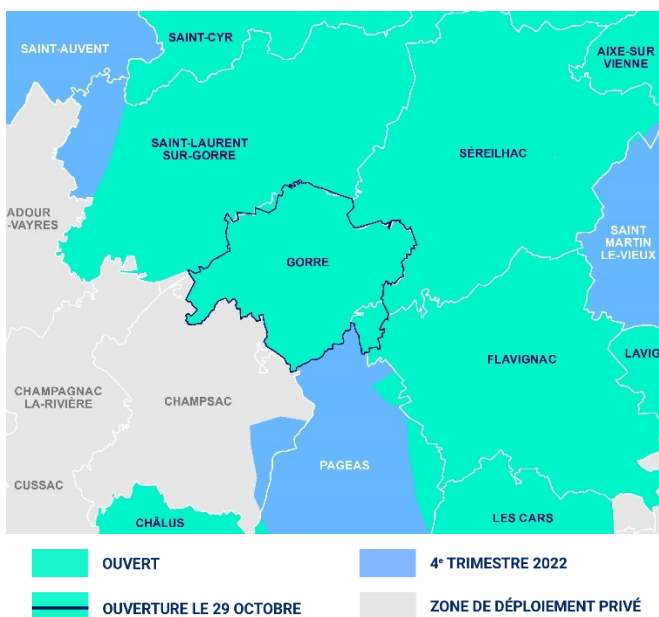 SAINT-CYR
SAINT-AUVENT
AIXE-SUR
VIENNE
SAINT-LAURENT
SUR-GORRE
SÉREILHAC
ADOUR
-VAYRES
SAINT
MARTIN
LE-VIEUX
GORRE
FLAVIGNAC
LAVIG
CHAMPAGNAC
LA-RIVIÈRE
CHAMPSAC
PAGEAS
CUSSAC
CHÂLUS
LES CARS
OUVERT
4e TRIMESTRE 2022
OUVERTURE LE 29 OCTOBRE
ZONE DE DÉPLOIEMENT PRIVÉ